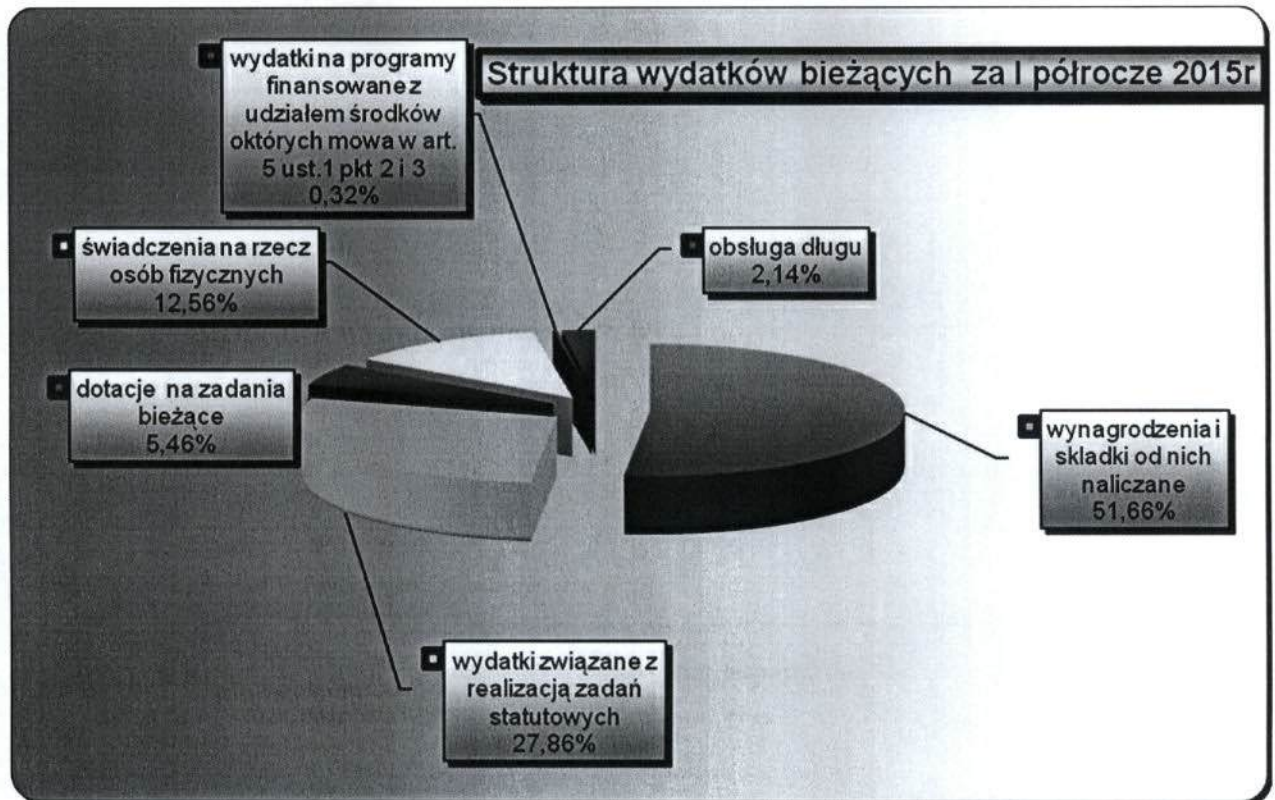 Struktura wydatków bieżących za I półrocze 2015r
wydatki na programy
finansowane z
udziałem środków
októrych mowa w art.
5 ust.1 pkt 2 i 3
0,32%
świadczenia na rzecz
osób fizycznych
12,56%
obsługa długu
2,14%
dotacje na zadania
bieżące
5,46%
wynagrodzenia i
skladki od nich
naliczane
51,66%
wydatki związane z
realizacją zadań
statutowych
27,86%